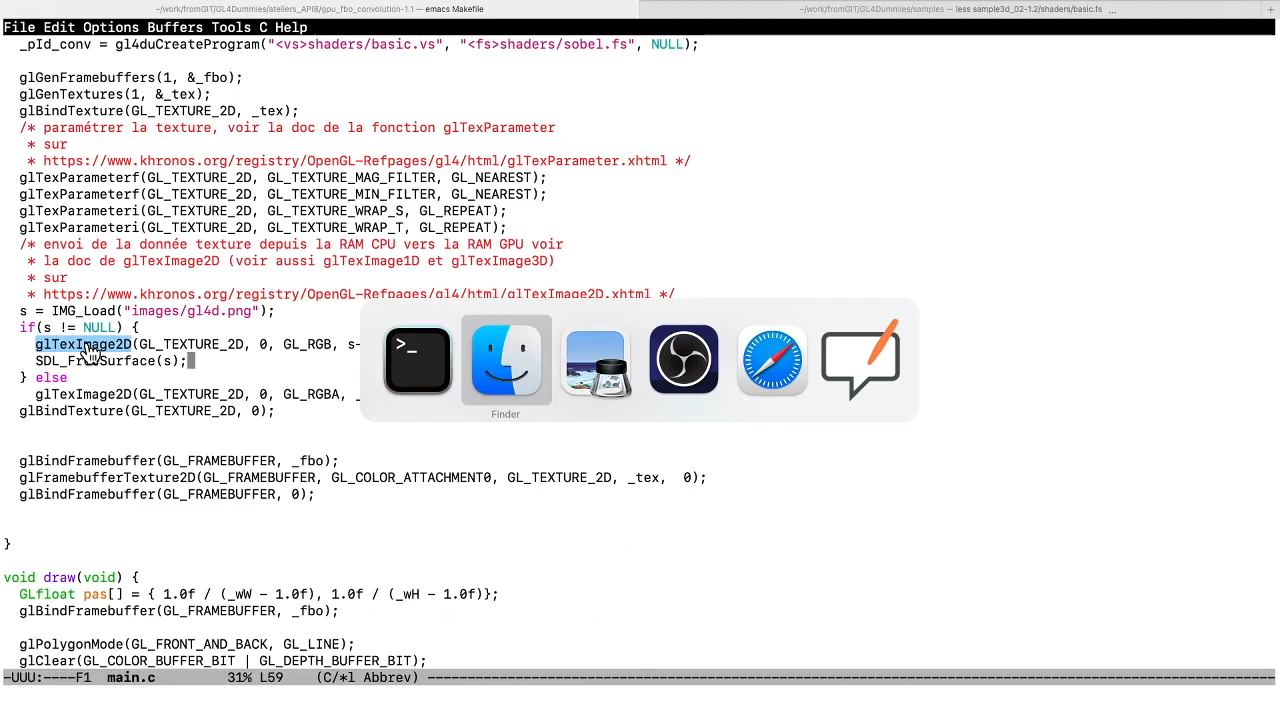 ~/work/fromGIT/GL4Dummies/ateliers_API8/gpu_fbo_convolution-1.1 — emacs Makefile
~/work/fromGIT/GL4Dummies/samples — less sample3d_02-1.2/shaders/basic.fs ...
File Edit Options Buffers Tools C Help
_pId_conv = gl4duCreateProgram("<vs>shaders/basic.vs", "<fs>shaders/sobel.fs", NULL);
glGenFramebuffers(1, &_fbo);
glGenTextures(1, &_tex);
glBindTexture(GL_TEXTURE_2D, _tex);
/* paramétrer la texture, voir la doc de la fonction glTexParameter
* sur
* https://www.khronos.org/registry/OpenGL-Refpages/gl4/html/glTexParameter.xhtml */
glTexParameterf(GL_TEXTURE_2D, GL_TEXTURE_MAG_FILTER, GL_NEAREST);
glTexParameterf(GL_TEXTURE_2D, GL_TEXTURE_MIN_FILTER, GL_NEAREST);
glTexParameteri(GL_TEXTURE_2D, GL_TEXTURE_WRAP_S, GL_REPEAT);
glTexParameteri(GL_TEXTURE_2D, GL_TEXTURE_WRAP_T, GL_REPEAT);
/* envoi de la donnée texture depuis la RAM CPU vers la RAM GPU voir
* la doc de glTexImage2D (voir aussi glTexImage1D et glTexImage3D)
* sur
* https://www.khronos.org/registry/OpenGL-Refpages/gl4/html/glTexImage2D.xhtml */
s = IMG_Load("images/gl4d.png");
if(s != NULL) {
glTexImage2D(GL_TEXTURE_2D, 0, GL_RGB, s-
SDL_FreeSurface(s);
} else
glTexImage2D(GL_TEXTURE_2D, 0, GL_RGBA, _
glBindTexture(GL_TEXTURE_2D, 0);
Finder
glBindFramebuffer(GL_FRAMEBUFFER, _fbo);
glFramebufferTexture2D(GL_FRAMEBUFFER, GL_COLOR_ATTACHMENT0, GL_TEXTURE_2D, _tex,  0);
glBindFramebuffer(GL_FRAMEBUFFER, 0);
}
void draw(void) {
GLfloat pas[] = { 1.0f / (_wW - 1.0f), 1.0f / (_wH - 1.0f)};
glBindFramebuffer(GL_FRAMEBUFFER, _fbo);
glPolygonMode(GL_FRONT_AND_BACK, GL_LINE);
glClear(GL_COLOR_BUFFER_BIT | GL_DEPTH_BUFFER_BIT);
-UUU:----F1  main.c         31% L59    (C/*l Abbrev) ----------